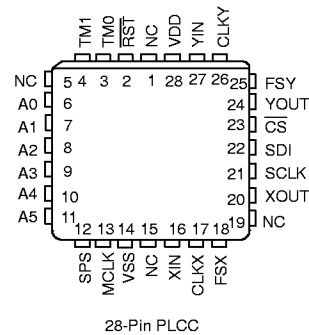 TM1 TM0 RST NC VDD YIN CLKY
4 3 2 1 28 27 26
NC 5 25 FSY
A0 6 24 YOUT
A1 7 23 CS
A2 8 22 SDI
A3 9 21 SCLK
A4 10 20 XOUT
A5 11 19 NC
12 13 14 15 16 17 18
SPS MCLK VSS NC XIN CLKX FSX
28-Pin PLCC